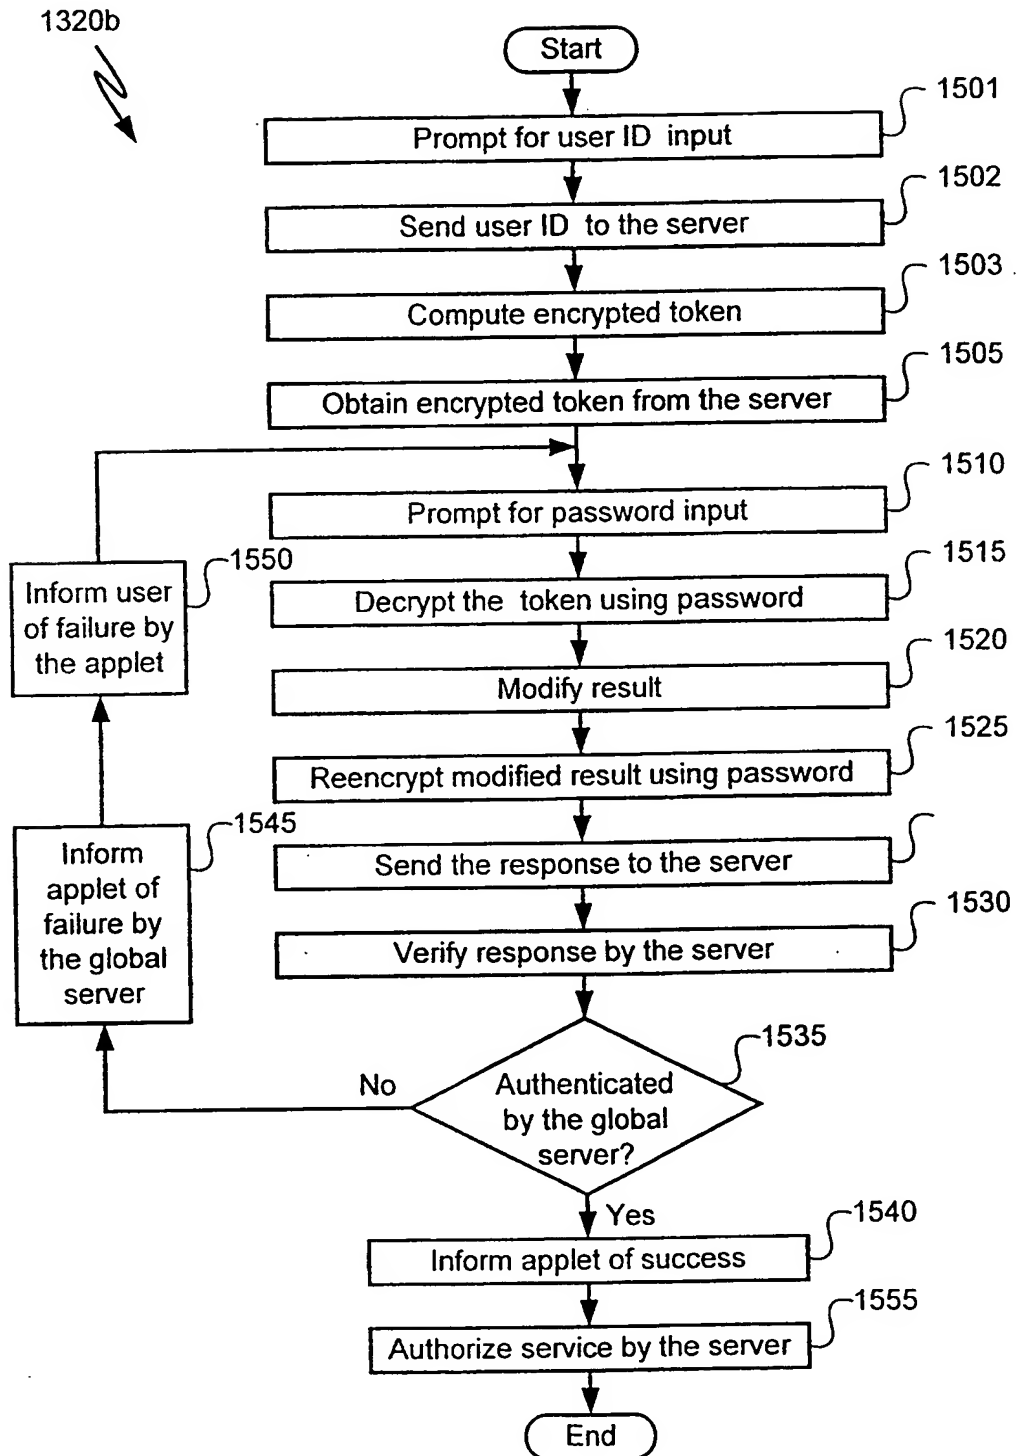 1320b
Start
1501
Prompt for user ID input
1502
Send user ID to the server
1503
Compute encrypted token
1505
Obtain encrypted token from the server
1510
Prompt for password input
1515
Decrypt the token using password
1520
Modify result
1525
Reencrypt modified result using password
Send the response to the server
1530
Verify response by the server
1535
Authenticated
by the global
server?
No
Yes
1545
Inform
applet of
failure by
the global
server
1550
Inform user
of failure by
the applet
1540
Inform applet of success
1555
Authorize service by the server
End